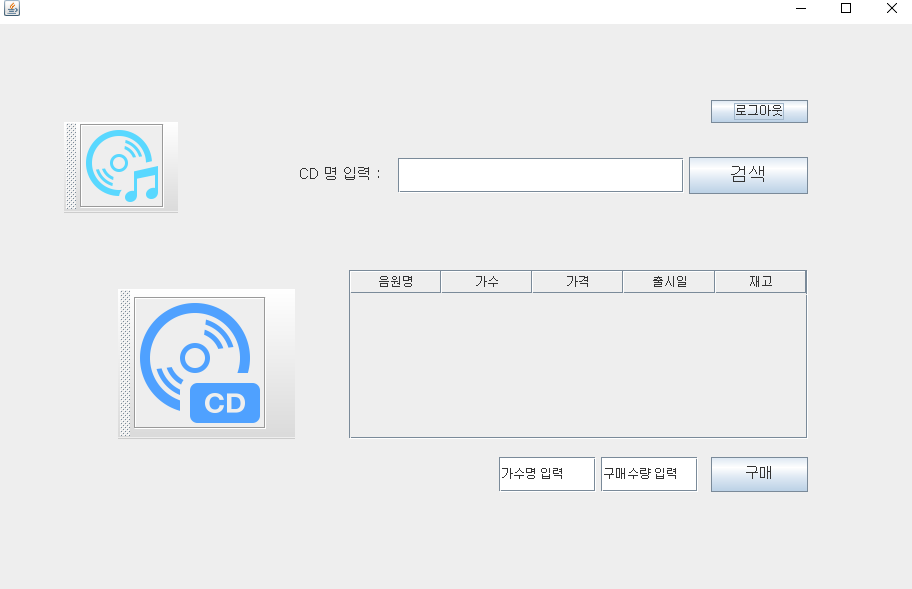 로그아웃
CD 명 입력 :
검색
음원명 가수 가격 출시일 재고
CD
가수명 입력 구매수량 입력 구매